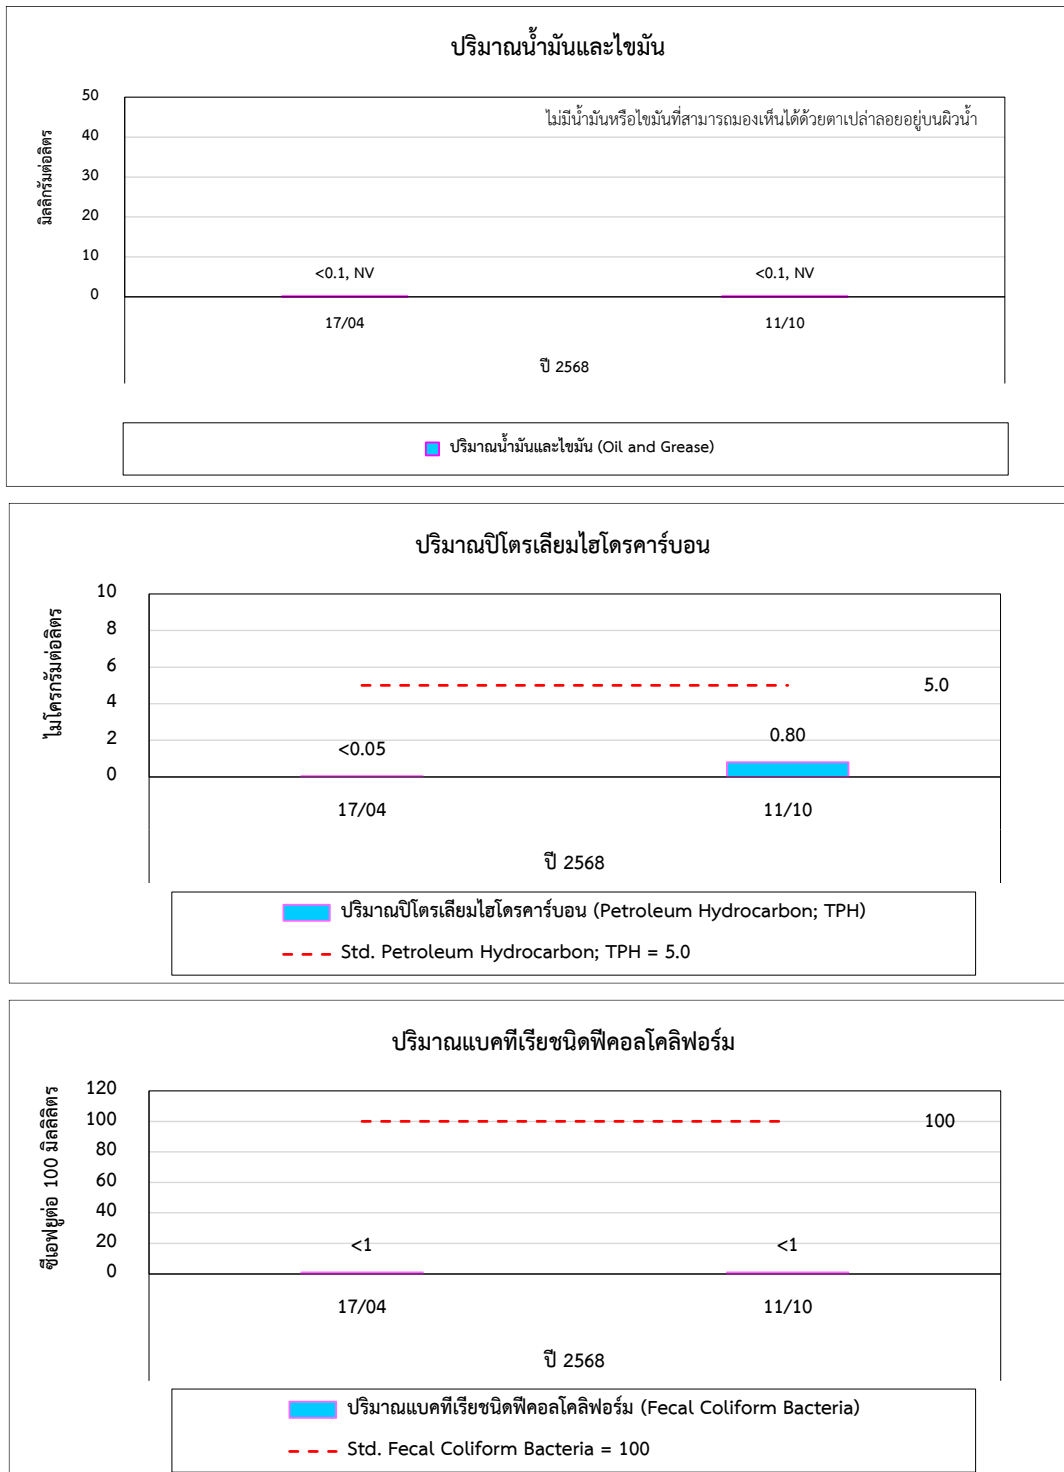 ปริมาณน้ำมันและไขมัน
มิลลิกรัมต่อลิตร
50
ไม่มีน้ำมันหรือไขมันที่สามารถมองเห็นได้ด้วยตาเปล่าลอยอยู่บนผิวน้ำ
40
30
20
10
0
<0.1, NV <0.1, NV
17/04 11/10
ปี 2568
ปริมาณน้ำมันและไขมัน (Oil and Grease)
ปริมาณปิโตรเลียมไฮโดรคาร์บอน
ไมโครกรัมต่อลิตร
10
8
6
4
2
0
5.0
<0.05 0.80
17/04 11/10
ปี 2568
ปริมาณปิโตรเลียมไฮโดรคาร์บอน (Petroleum Hydrocarbon; TPH)
Std. Petroleum Hydrocarbon; TPH = 5.0
ปริมาณแบคทีเรียชนิดฟีคอลโคลิฟอร์ม
ซีเอฟยูต่อ 100 มิลลิลิตร
120
100
80
60
40
20
0
100
<1 <1
17/04 11/10
ปี 2568
ปริมาณแบคทีเรียชนิดฟีคอลโคลิฟอร์ม (Fecal Coliform Bacteria)
Std. Fecal Coliform Bacteria = 100